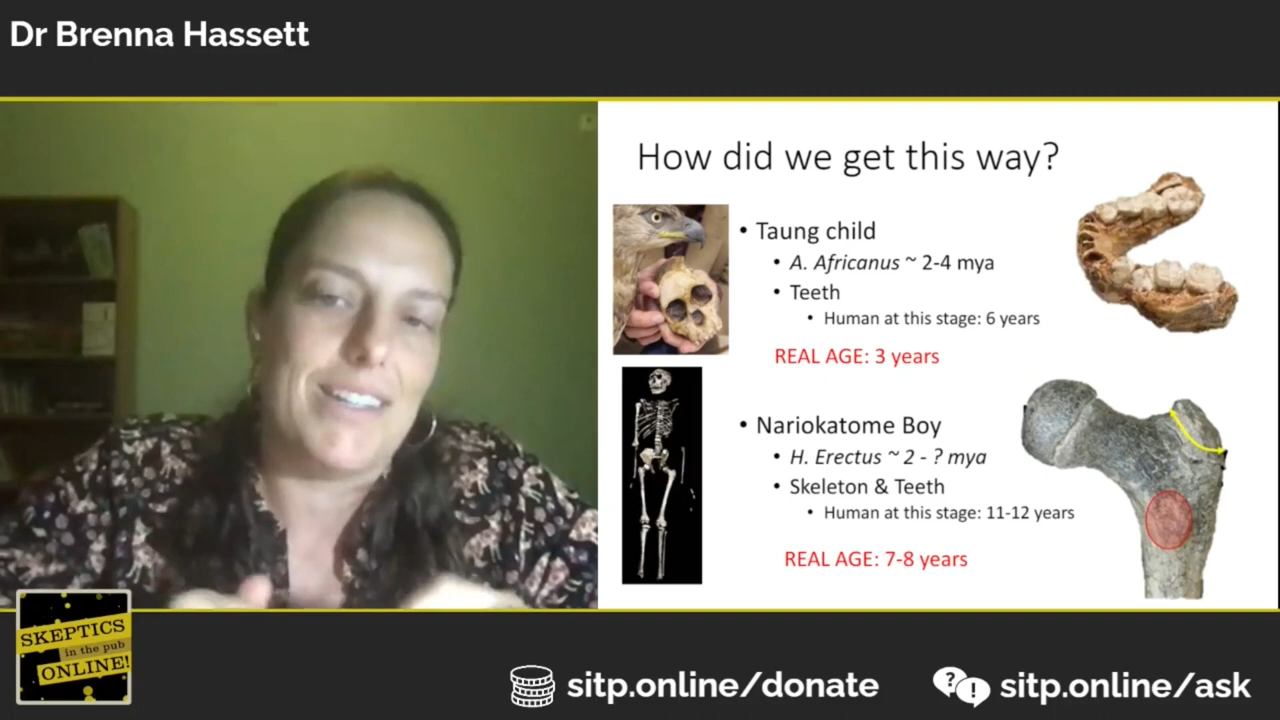 Dr Brenna Hassett
How did we get this way?
• Taung child
• A. Africanus ~ 2-4 mya
• Teeth
• Human at this stage: 6 years
REAL AGE: 3 years
• Nariokatome Boy
• H. Erectus ~ 2 - ? mya
• Skeleton & Teeth
• Human at this stage: 11-12 years
REAL AGE: 7-8 years
SKEPTICS
in the pub
ONLINE!
sitp.online/donate
? !
sitp.online/ask